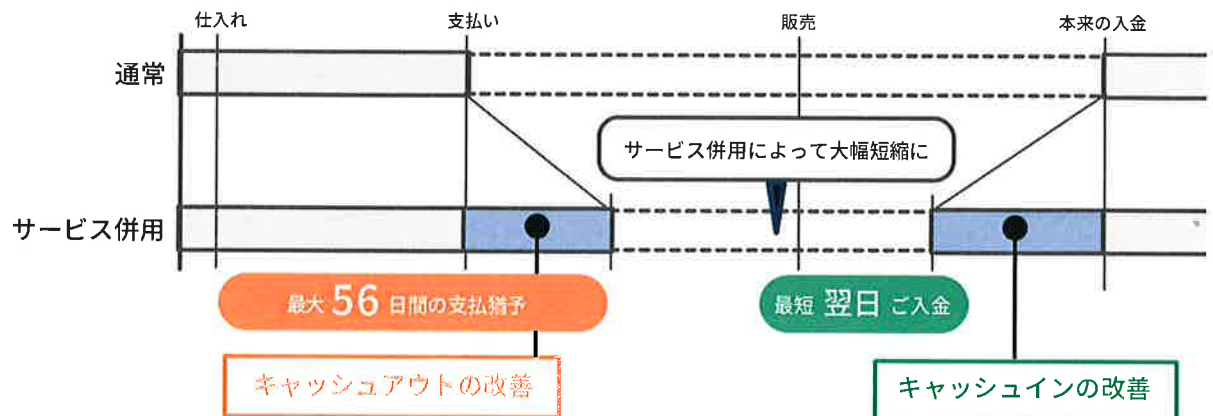 仕入れ
支払い
販売
本来の入金
通常
サービス併用によって大幅短縮に
サービス併用
最大 56 日間の支払猶予
最短 翌日 ご入金
キャッシュアウトの改善
キャッシュインの改善